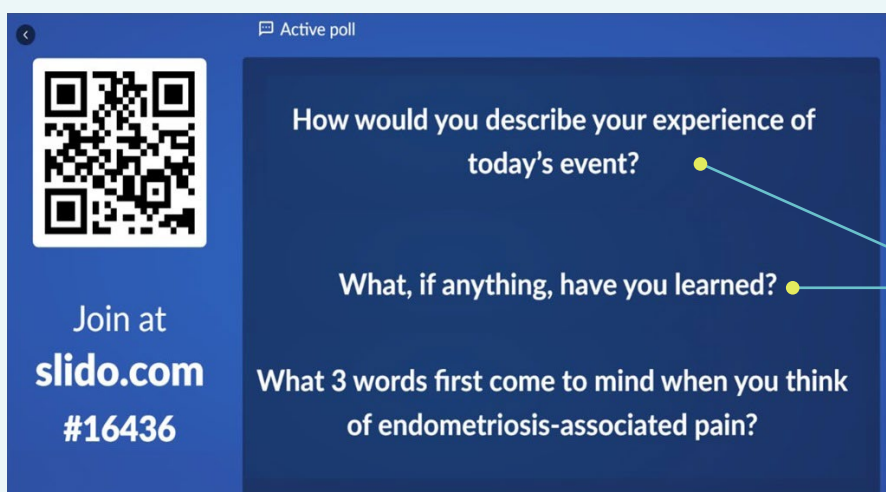 Active poll
Join at
slido.com
#16436
How would you describe your experience of
today's event?
What, if anything, have you learned?
What 3 words first come to mind when you think
of endometriosis-associated pain?